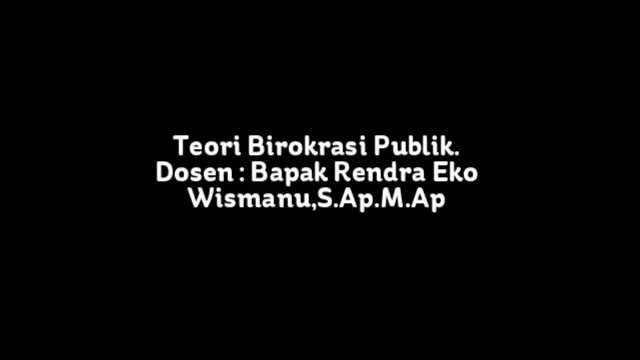 Teori Birokrasi Publik.
Dosen : Bapak Rendra Eko
Wismanu,S.Ap.M.Ap